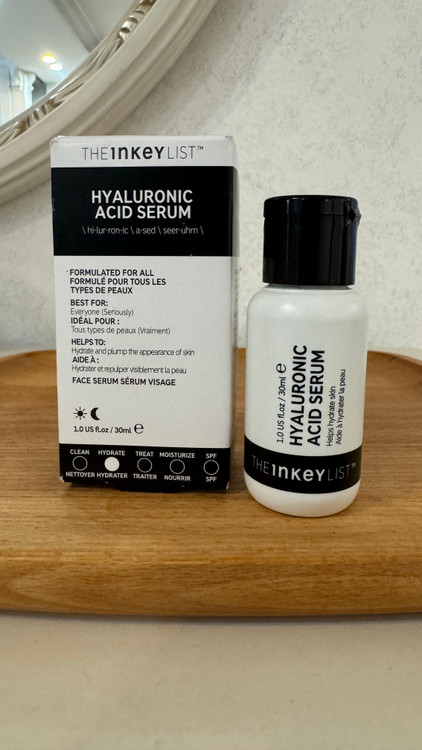 THE INKEY LIST™
HYALURONIC
ACID SERUM
\ hi-lur-ron-ic \ a-sed \ seer-uhm \
FORMULATED FOR ALL
FORMULÉ POUR TOUS LES
TYPES DE PEAUX
BEST FOR:
Everyone (Seriously)
IDÉAL POUR :
Tous types de peaux (Vraiment)
HELPS TO:
Hydrate and plump the appearance of skin
AIDE À :
Hydrater et repulper visiblement la peau
FACE SERUM SÉRUM VISAGE
1.0 US fl.oz / 30ml ℮
CLEAN HYDRATE TREAT MOISTURIZE SPF
NETTOYER HYDRATER TRAITER NOURRIR SPF
1.0 US fl.oz / 30ml ℮
HYALURONIC
ACID SERUM
Helps hydrate skin
Aide à hydrater la peau
THE INKEY LIST™